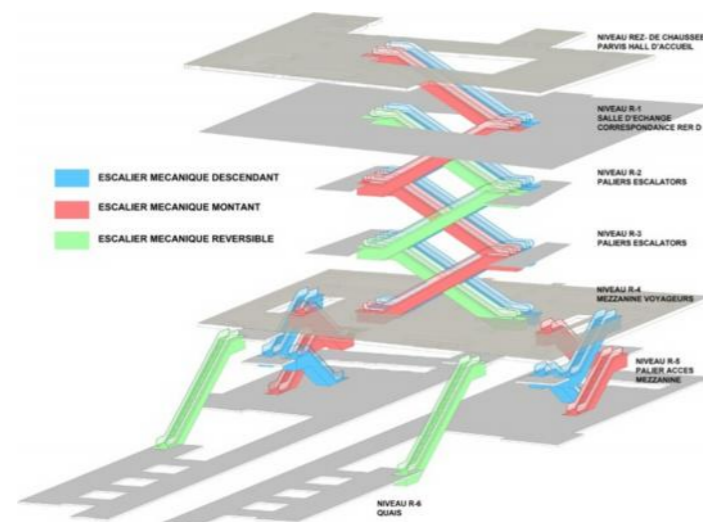 NIVEAU REZ- DE CHAUSSEE
PARVIS HALL D'ACCUEIL
NIVEAU R-1
SALLE D'ECHANGE
CORRESPONDANCE RER D
ESCALIER MECANIQUE DESCENDANT
ESCALIER MECANIQUE MONTANT
ESCALIER MECANIQUE REVERSIBLE
NIVEAU R-2
PALIERS ESCALATORS
NIVEAU R-3
PALIERS ESCALATORS
NIVEAU R-4
MEZZANINE VOYAGEURS
NIVEAU R-5
PALIER ACCES
MEZZANINE
NIVEAU R-6
QUAIS